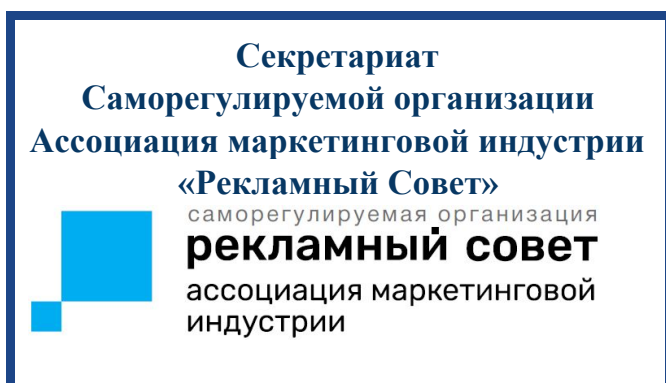 Секретариат
Саморегулируемой организации
Ассоциация маркетинговой индустрии
«Рекламный Совет»
саморегулируемая организация
рекламный совет
ассоциация маркетинговой
индустрии